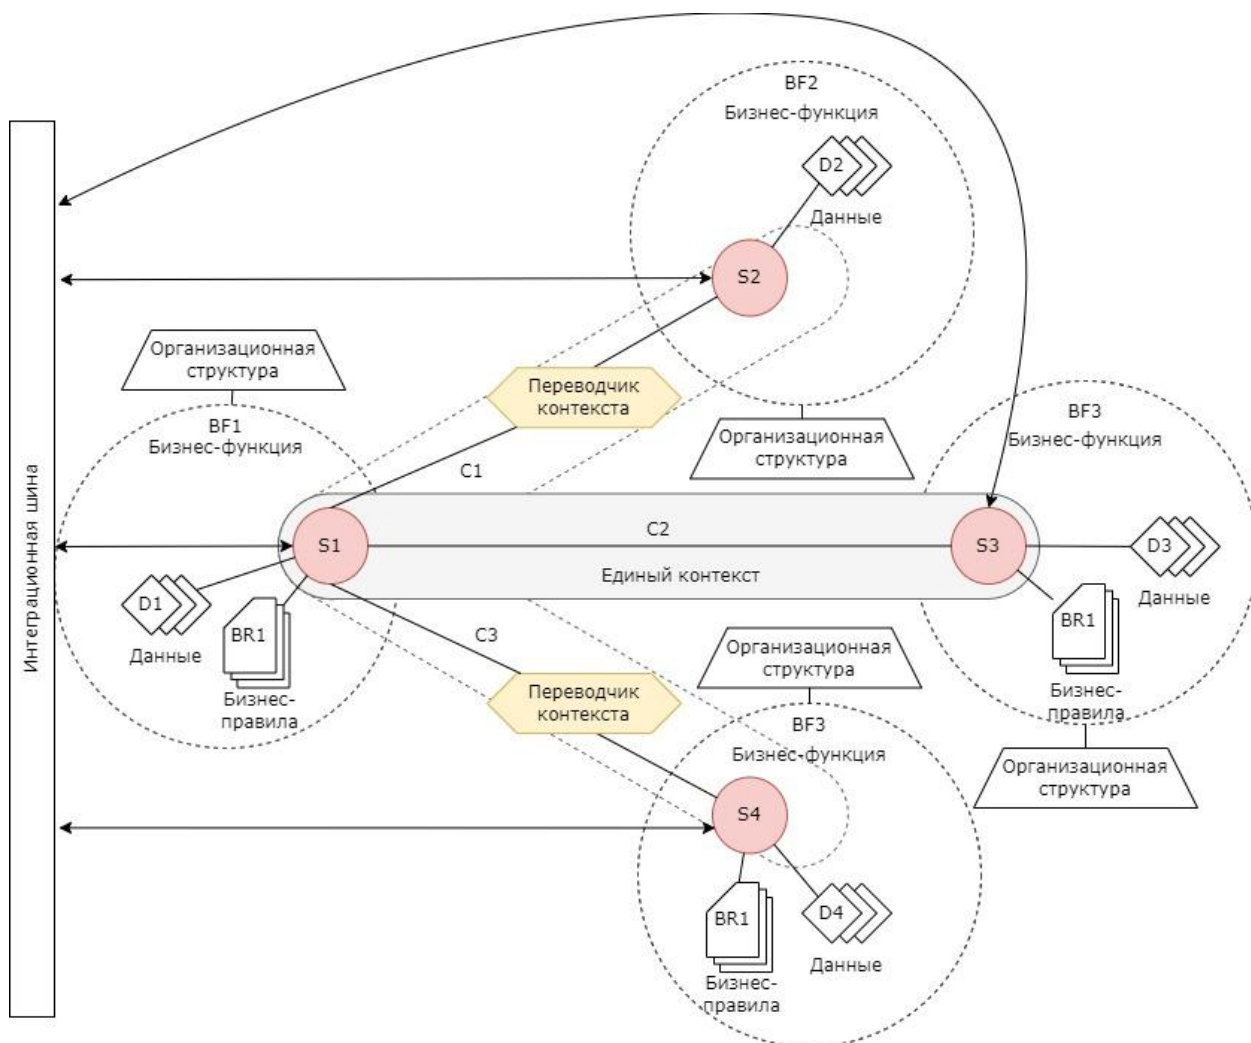 BF2
Бизнес-функция
D2
Данные
S2
Организационная
структура
BF1
Бизнес-функция
Переводчик
контекста
Организационная
структура
BF3
Бизнес-функция
C1
Интеграционная шина
S1
C2
S3
Единый контекст
D3
Данные
D1
Данные
BR1
Бизнес-
правила
BR1
Бизнес-
правила
C3
Организационная
структура
Переводчик
контекста
BF3
Бизнес-функция
Организационная
структура
S4
BR1
Бизнес-
правила
D4
Данные